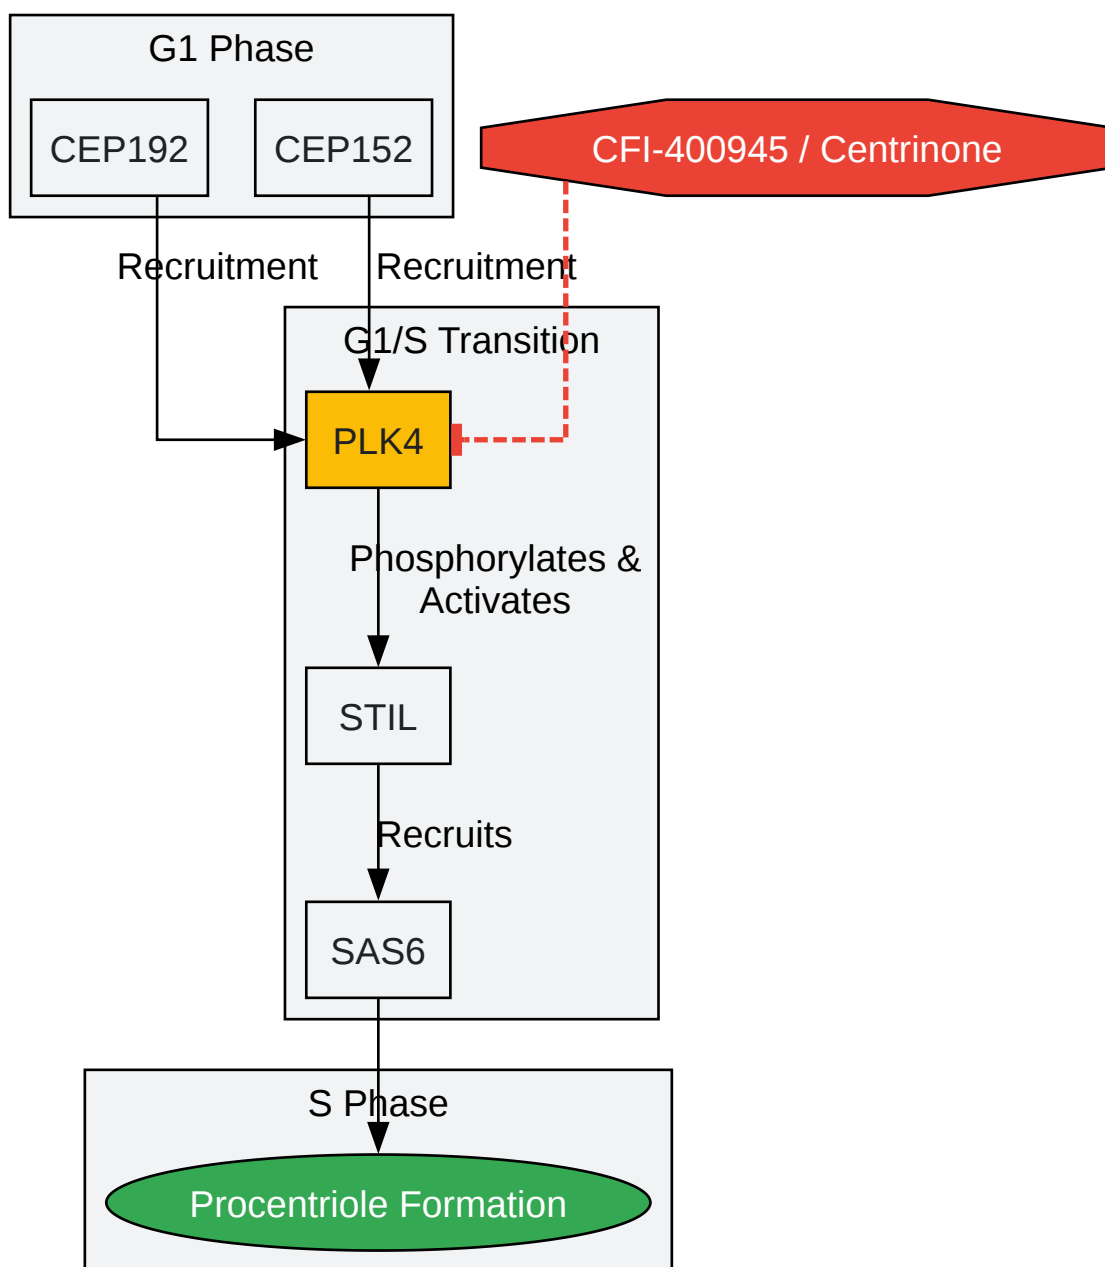 G1 Phase
CEP192
CEP152
CFI-400945 / Centrinone
Recruitment
Recruitment
G1/S Transition
PLK4
Phosphorylates &
Activates
STIL
Recruits
SAS6
S Phase
Procentriole Formation